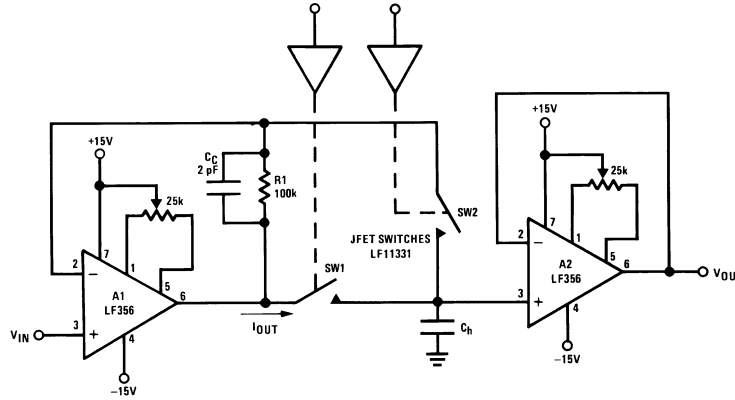 +15V
25k
7
2
1
5
A1
LF356
6
3
4
VIN
−15V
CC
2 pF
R1
100k
IOUT
SW1
SW2
JFET SWITCHES
LF11331
Ch
+15V
25k
7
2
1
5
A2
LF356
6
3
4
−15V
VOU